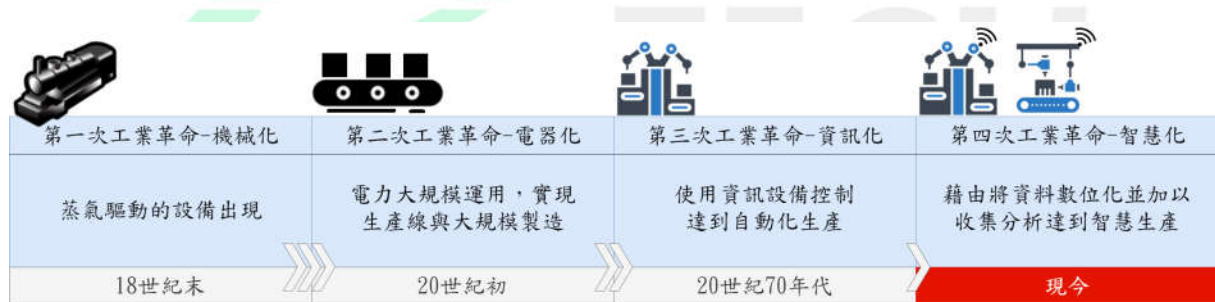 第一次工業革命-機械化
第二次工業革命-電器化
第三次工業革命-資訊化
第四次工業革命-智慧化
蒸氣驅動的設備出現
電力大規模運用，實現
生產線與大規模製造
使用資訊設備控制
達到自動化生產
藉由將資料數位化並加以
收集分析達到智慧生產
18世紀末
20世紀初
20世紀70年代
現今